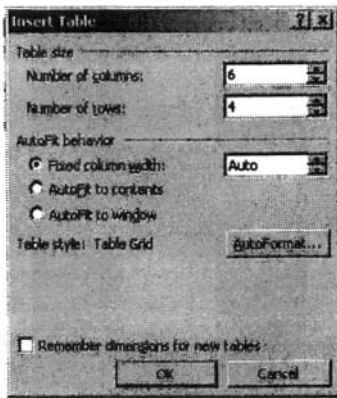 Insert Table ? x
Table size
Number of columns: 6
Number of rows: 4
AutoFit behavior
Fixed column width: Auto
AutoFit to contents
AutoFit to window
Table style: Table Grid AutoFormat...
Remember dimensions for new tables
OK Cancel